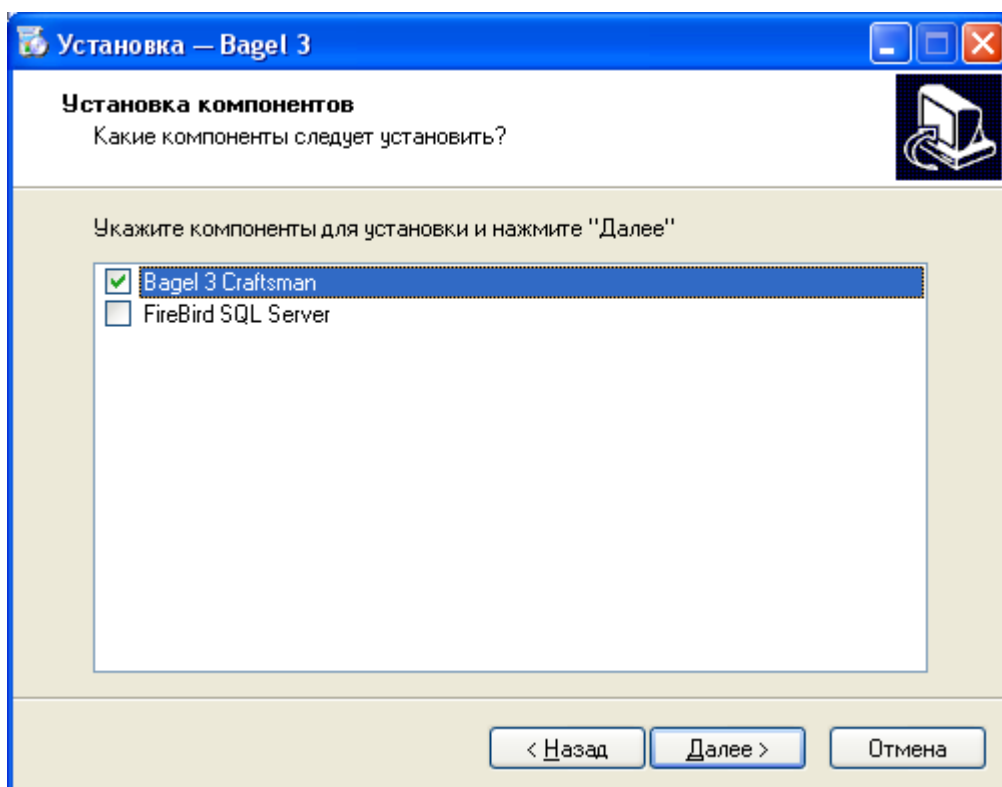 Установка — Bagel 3
Установка компонентов
Какие компоненты следует установить?
Укажите компоненты для установки и нажмите "Далее"
Bagel 3 Craftsman
FireBird SQL Server
< Назад
Далее >
Отмена